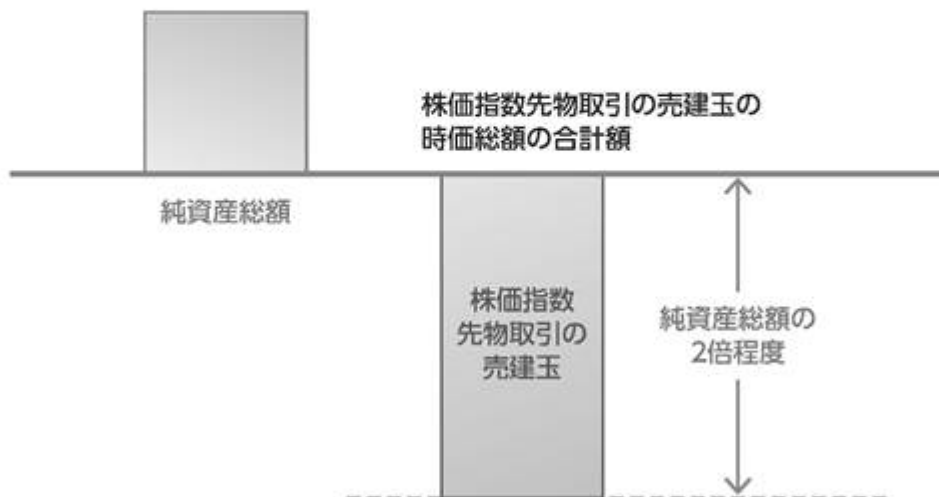 株価指数先物取引の売建玉の
時価総額の合計額
純資産総額
株価指数
先物取引の
売建玉
純資産総額の
2倍程度